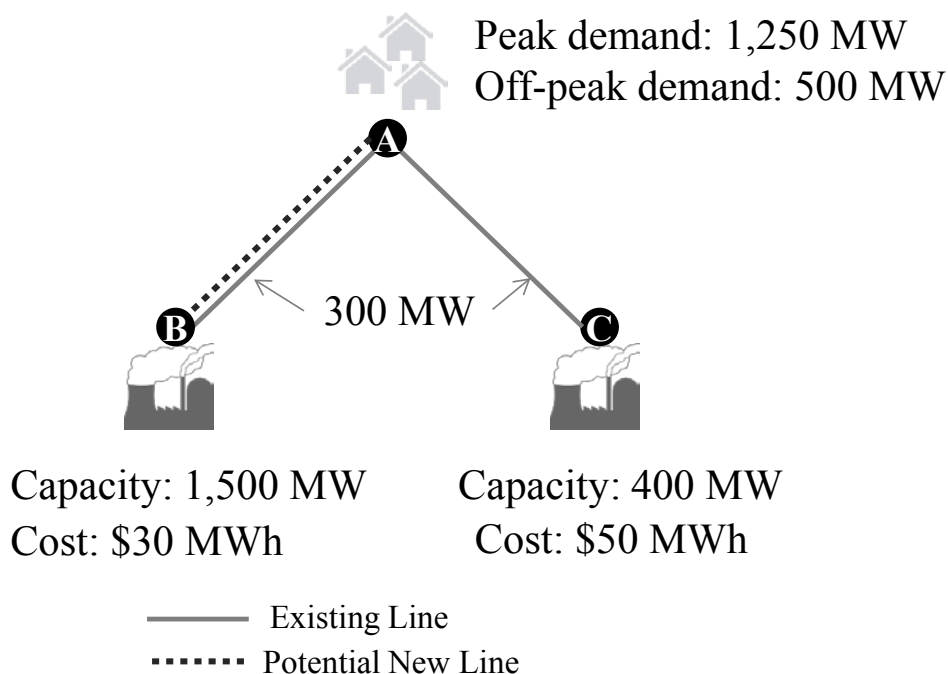 Peak demand: 1,250 MW
Off-peak demand: 500 MW
A
300 MW
B
C
Capacity: 1,500 MW
Cost: $30 MWh
Capacity: 400 MW
Cost: $50 MWh
Existing Line
Potential New Line